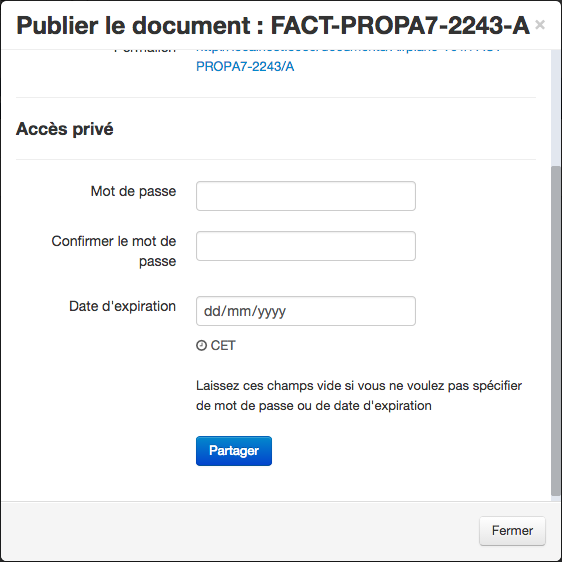 Publier le document : FACT-PROPA7-2243-A ×
PROPA7-2243/A
Accès privé
Mot de passe
Confirmer le mot de
passe
Date d'expiration
dd/mm/yyyy
CET
Laissez ces champs vide si vous ne voulez pas spécifier
de mot de passe ou de date d'expiration
Partager
Fermer